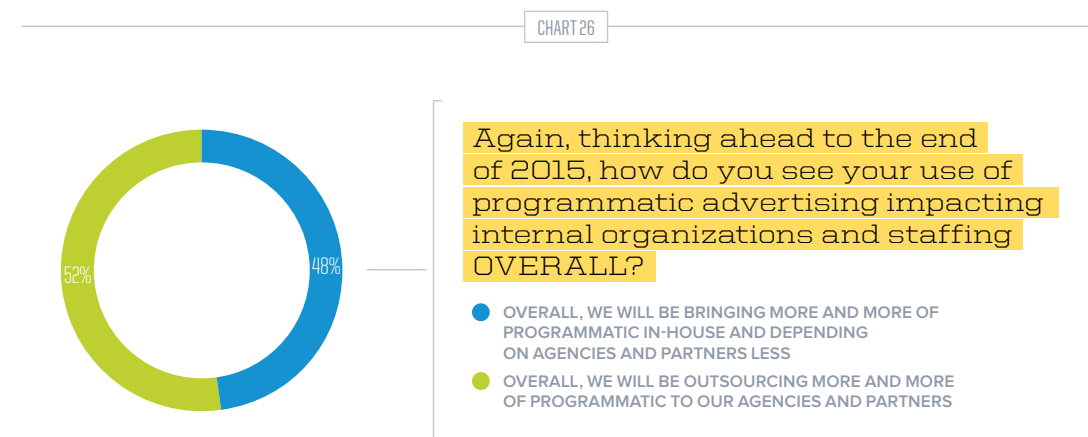 CHART 26
Again, thinking ahead to the end
of 2015, how do you see your use of
programmatic advertising impacting
internal organizations and staffing
OVERALL?
52%
48%
OVERALL, WE WILL BE BRINGING MORE AND MORE OF
PROGRAMMATIC IN-HOUSE AND DEPENDING
ON AGENCIES AND PARTNERS LESS
OVERALL, WE WILL BE OUTSOURCING MORE AND MORE
OF PROGRAMMATIC TO OUR AGENCIES AND PARTNERS